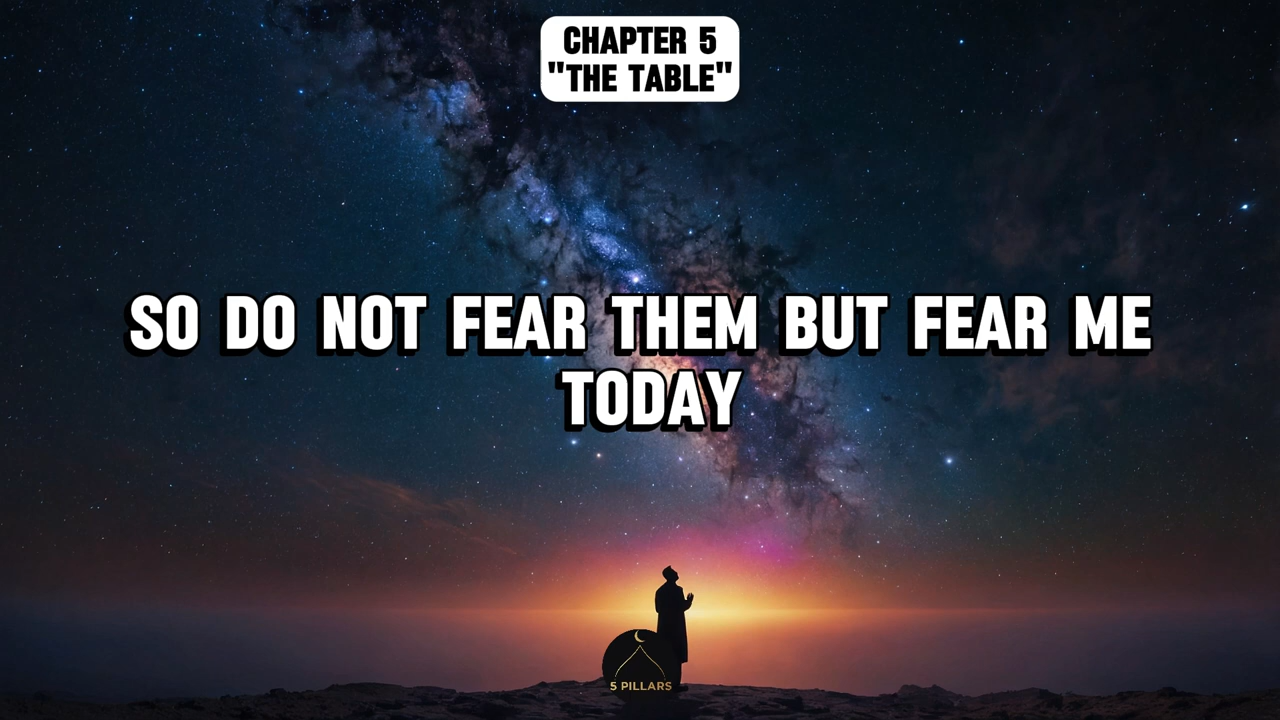 CHAPTER 5
"THE TABLE"
SO DO NOT FEAR THEM BUT FEAR ME
TODAY
5 PILLARS